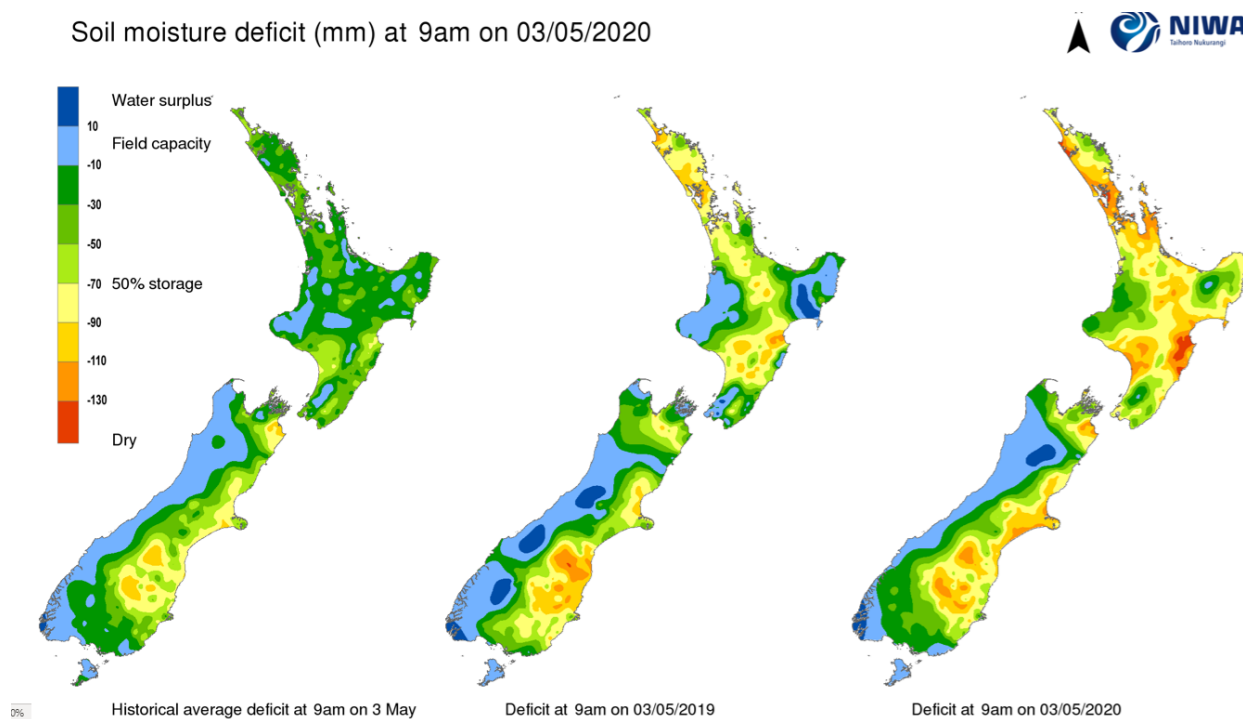 Soil moisture deficit (mm) at 9am on 03/05/2020
NIWA
Taihoro Nukurangi
Water surplus
10
Field capacity
-10
-30
-50
50% storage
-70
-90
-110
-130
Dry
0%
Historical average deficit at 9am on 3 May
Deficit at 9am on 03/05/2019
Deficit at 9am on 03/05/2020